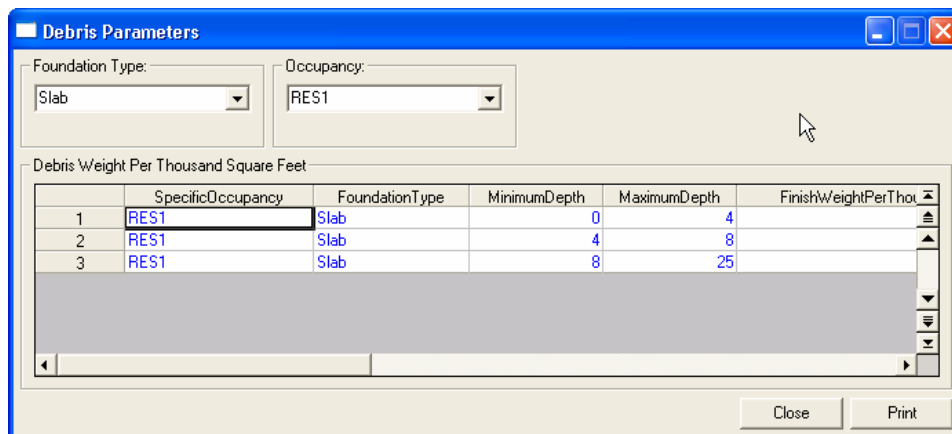 Debris Parameters
Foundation Type: Occupancy:
Slab RES1
Debris Weight Per Thousand Square Feet
SpecificOccupancy FoundationType MinimumDepth MaximumDepth FinishWeightPerThou
1 RES1 Slab 0 4
2 RES1 Slab 4 8
3 RES1 Slab 8 25
Close Print